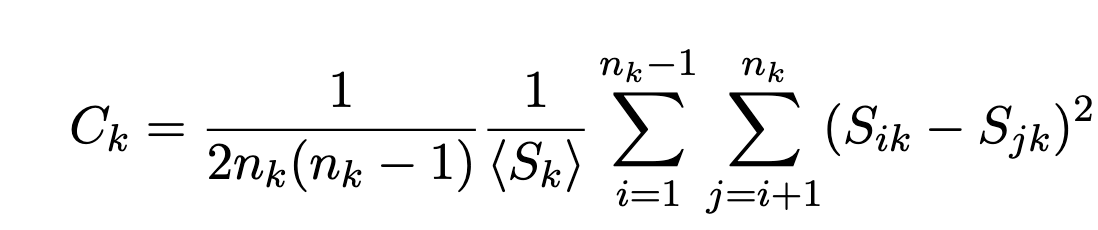 C_k = \frac{1}{2n_k(n_k - 1)} \frac{1}{\langle S_k \rangle} \sum_{i=1}^{n_k-1} \sum_{j=i+1}^{n_k} (S_{ik} - S_{jk})^2